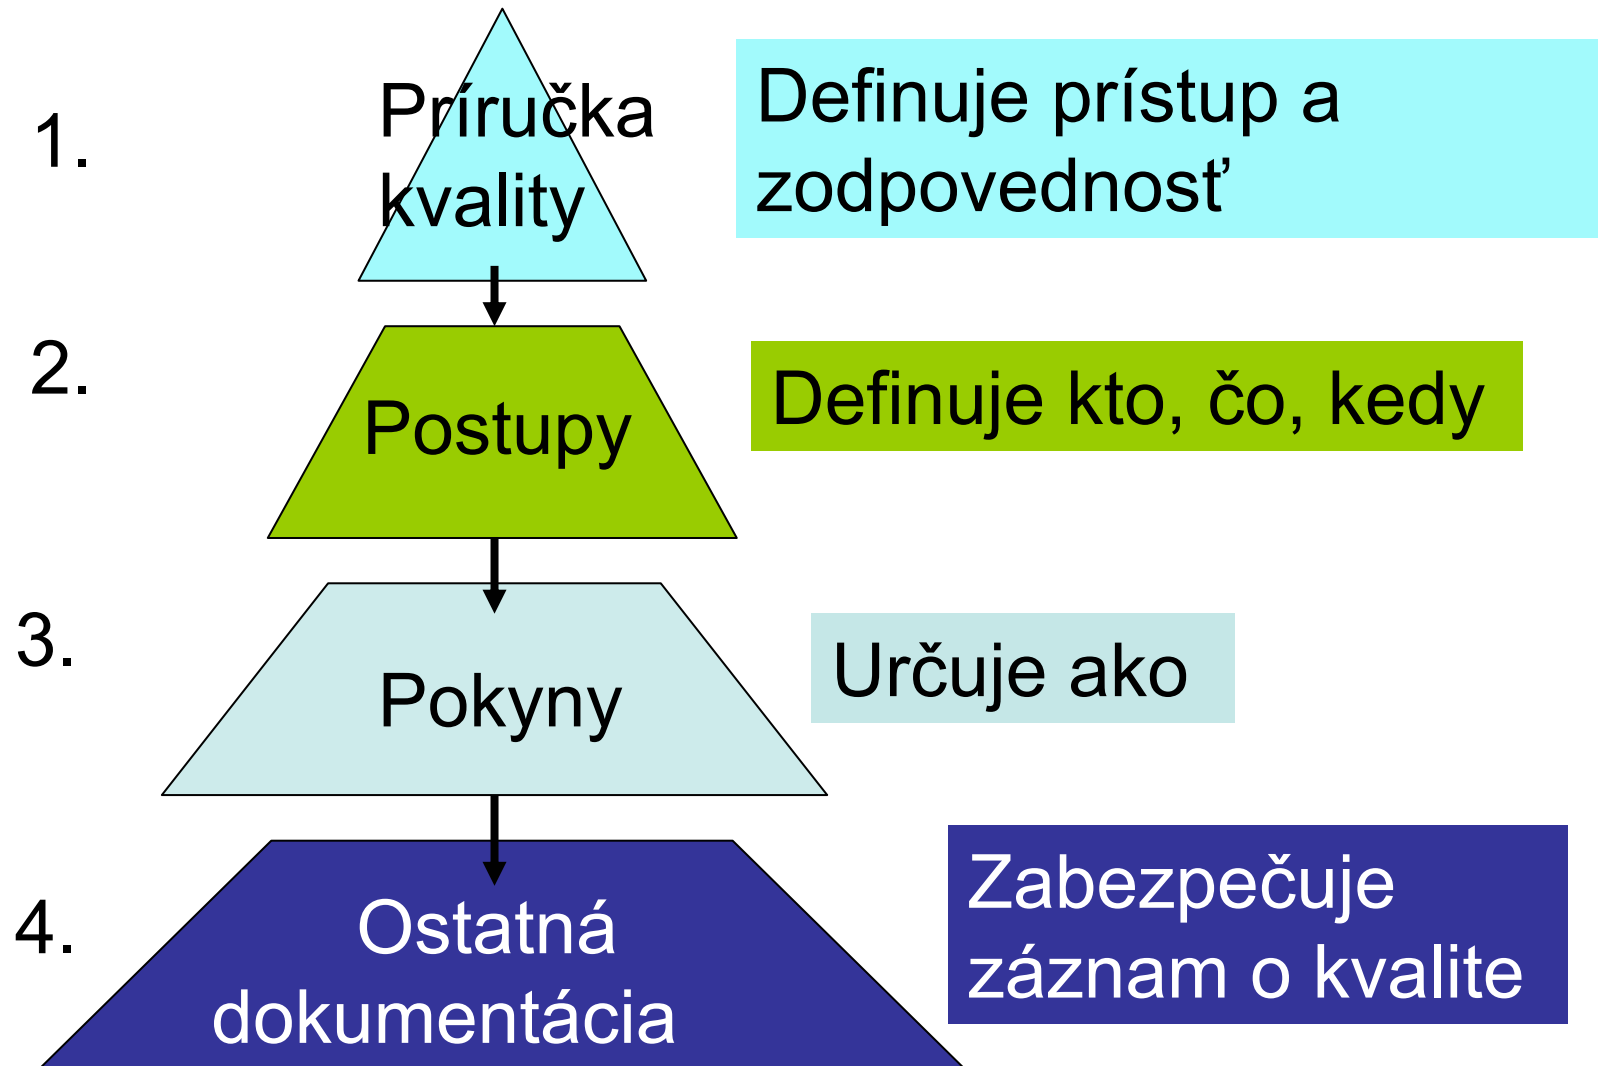 1.
Príručka
kvality
Definuje prístup a
zodpovednosť
2.
Postupy
Definuje kto, čo, kedy
3.
Pokyny
Určuje ako
4.
Ostatná
dokumentácia
Zabezpečuje
záznam o kvalite